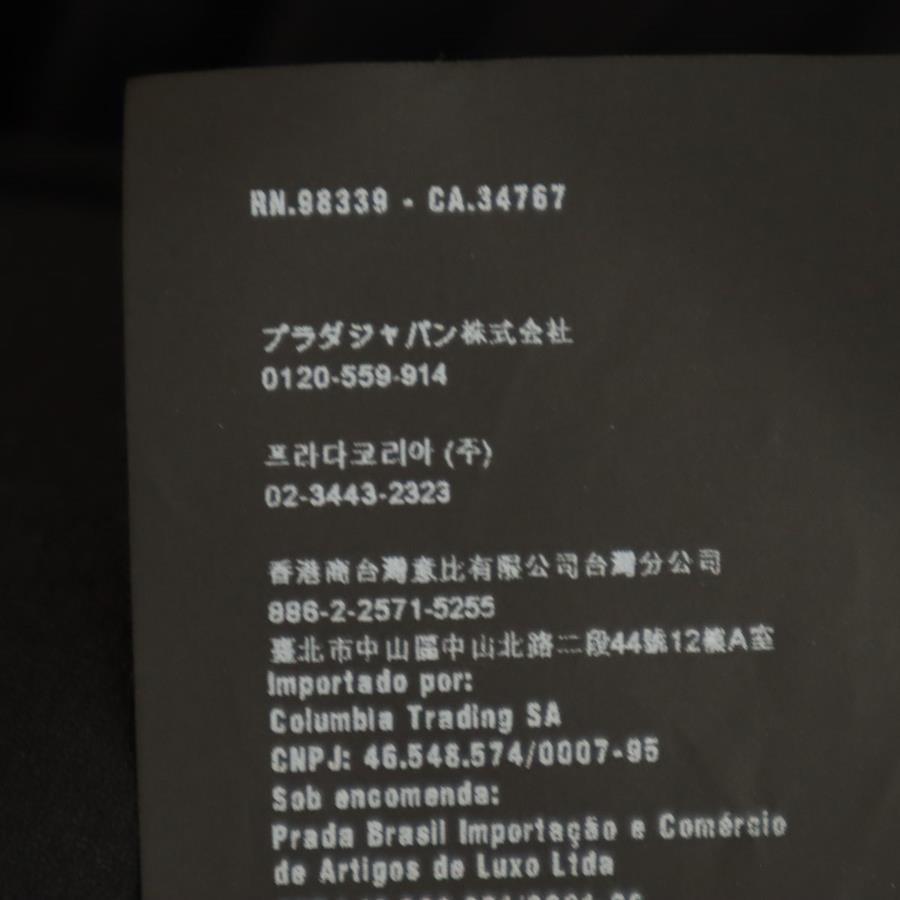 RN.98339 - CA.34767
プラダジャパン株式会社
0120-559-914
프라다코리아 (주)
02-3443-2323
香港商台灣意比有限公司台灣分公司
886-2-2571-5255
臺北市中山區中山北路二段44號12樓A室
Importado por:
Columbia Trading SA
CNPJ: 46.548.574/0007-95
Sob encomenda:
Prada Brasil Importação e Comércio
de Artigos de Luxo Ltda